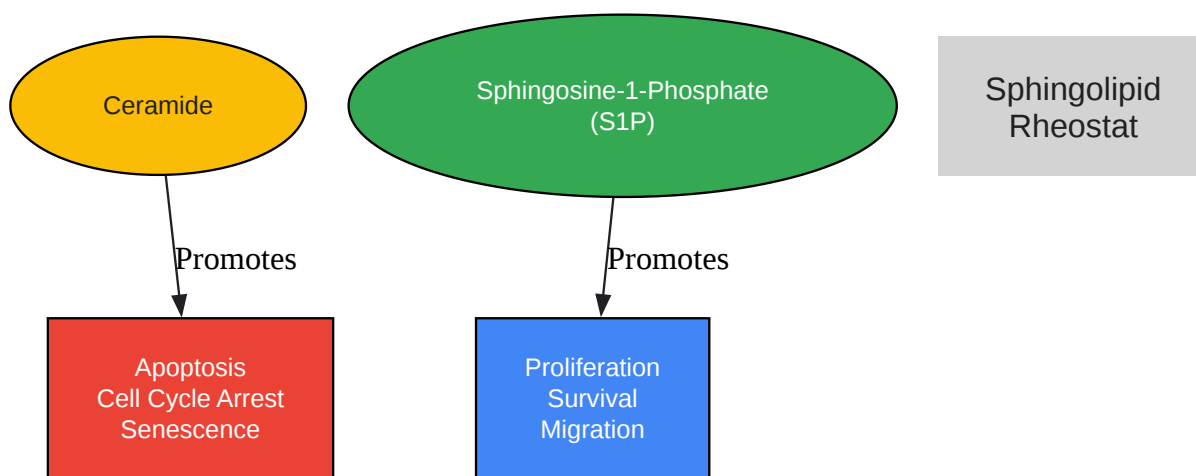 Ceramide
Sphingosine-1-Phosphate
(S1P)
Sphingolipid
Rheostat
Promotes
Promotes
Apoptosis
Cell Cycle Arrest
Senescence
Proliferation
Survival
Migration